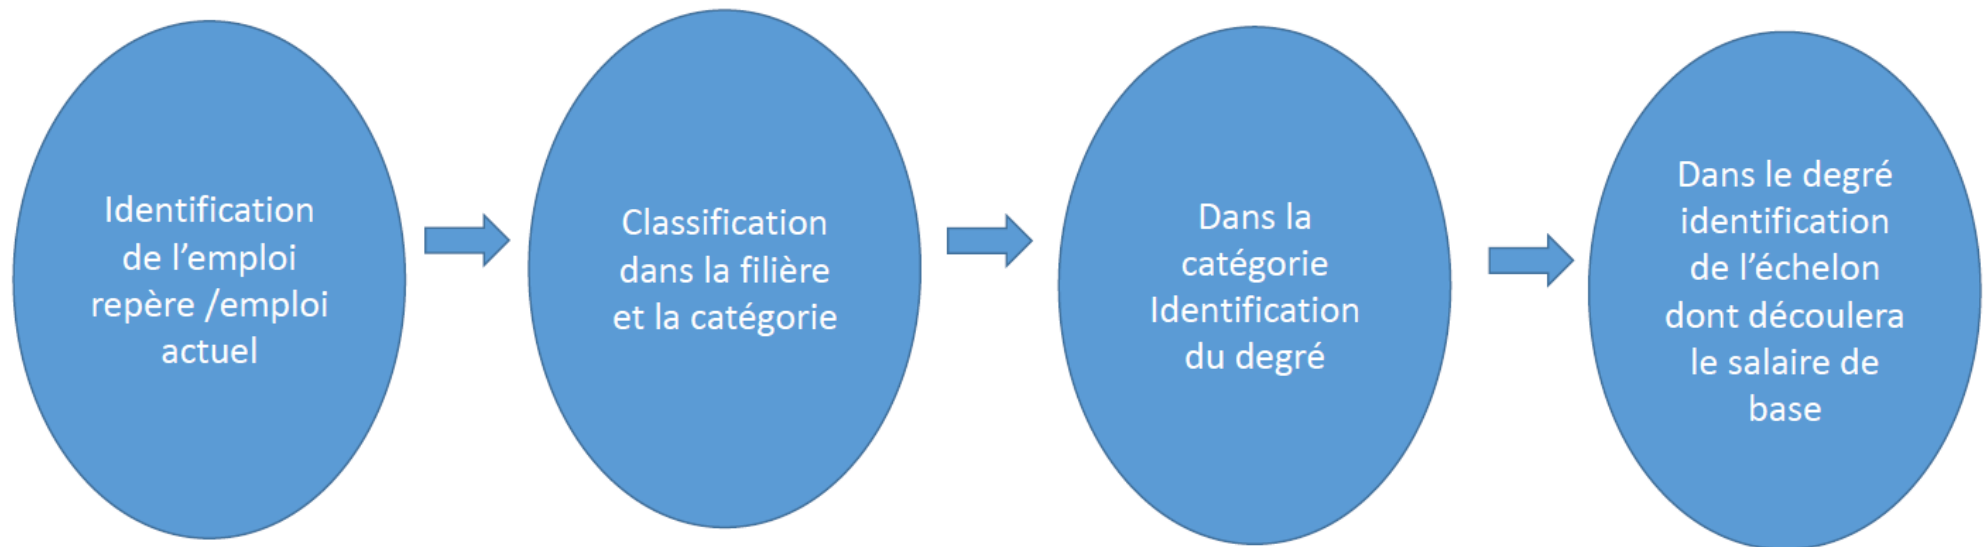 Identification
de l’emploi
repère /emploi
actuel
Classification
dans la filière
et la catégorie
Dans la
catégorie
Identification
du degré
Dans le degré
identification
de l’échelon
dont découlera
le salaire de
base